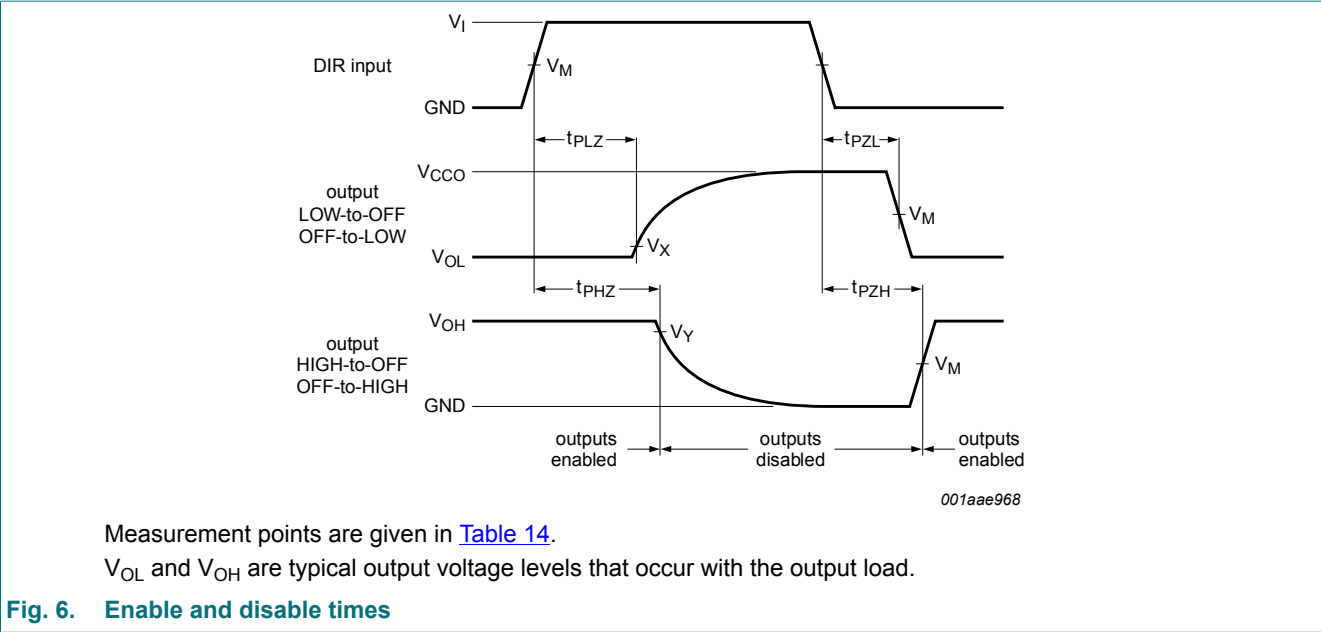 V_I
DIR input
V_M
GND
t_PLZ
t_PZL
V_CCO
output
LOW-to-OFF
OFF-to-LOW
V_M
V_X
V_OL
t_PHZ
t_PZH
V_OH
V_Y
output
HIGH-to-OFF
OFF-to-HIGH
V_M
GND
outputs
enabled
outputs
disabled
outputs
enabled
001aae968
Measurement points are given in Table 14.
V_OL and V_OH are typical output voltage levels that occur with the output load.
Fig. 6. Enable and disable times